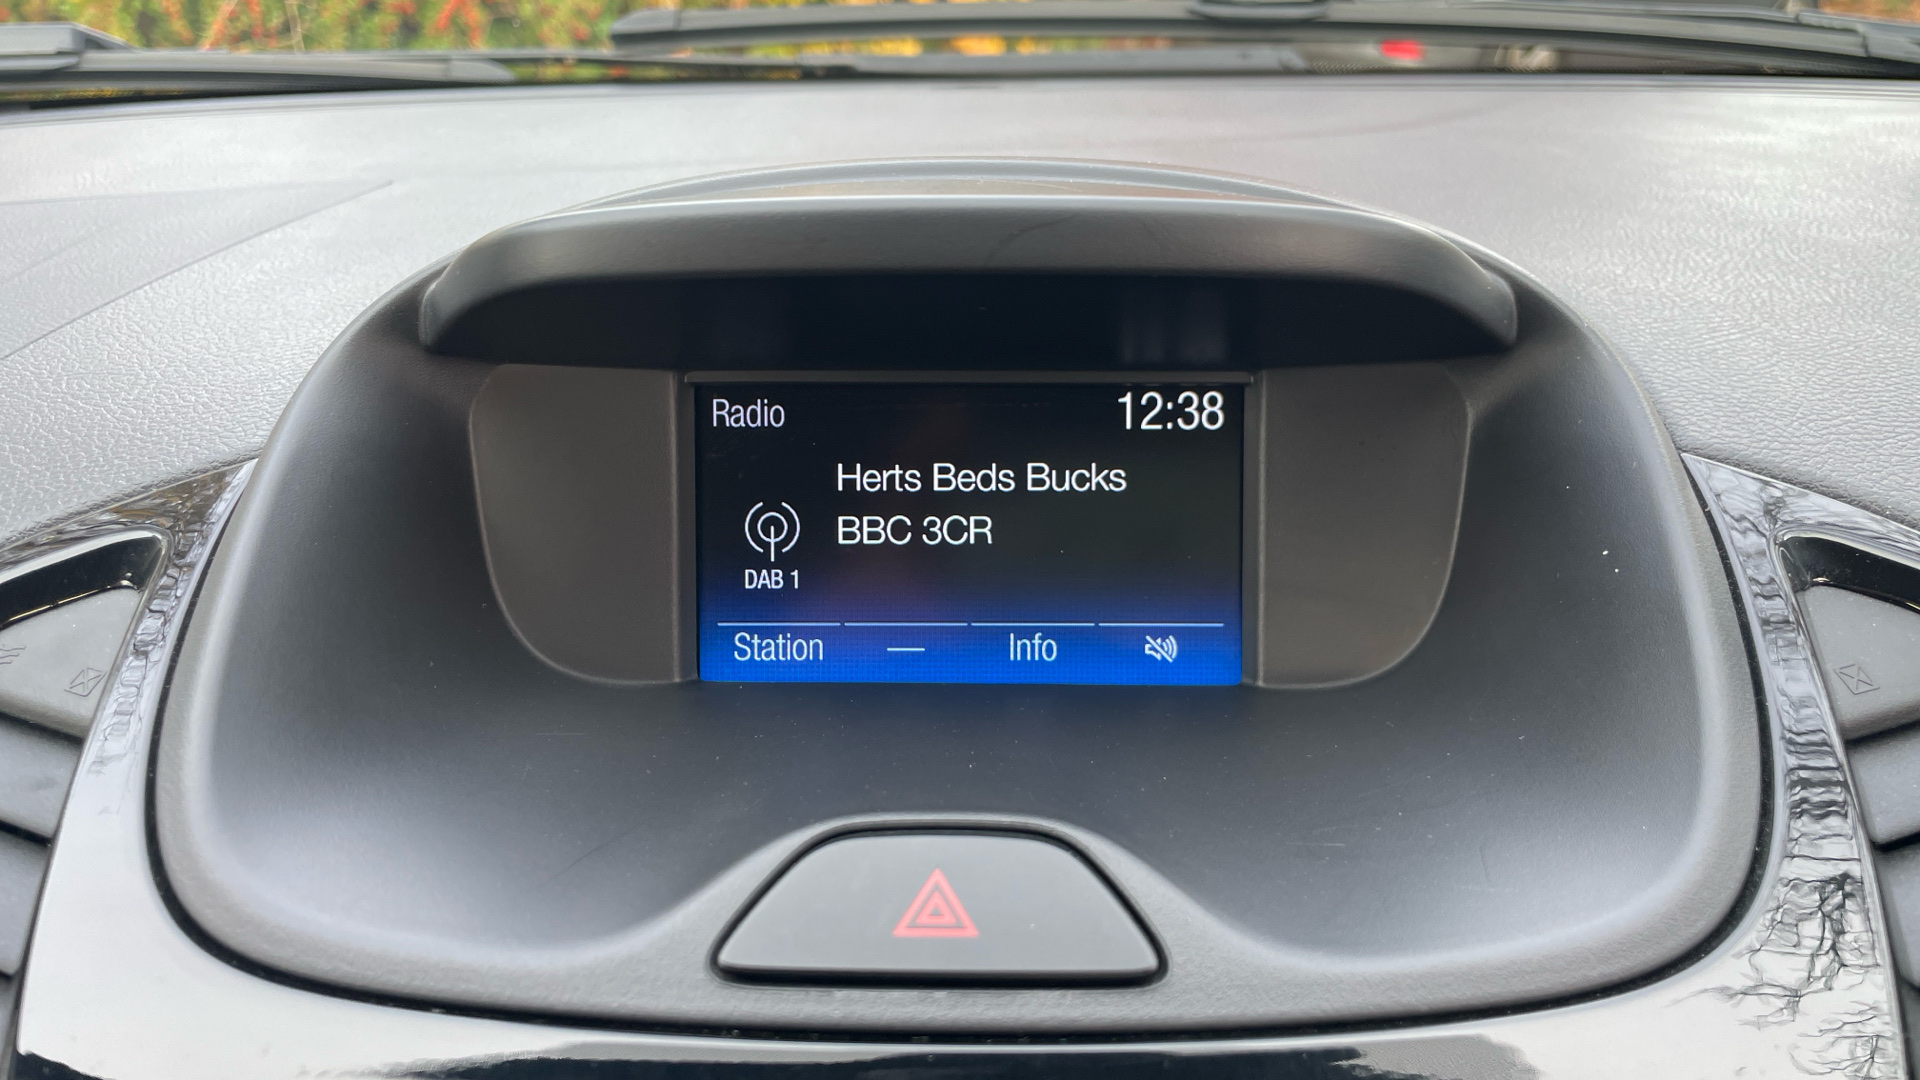 Radio 12:38
Herts Beds Bucks
BBC 3CR
DAB 1
Station — Info